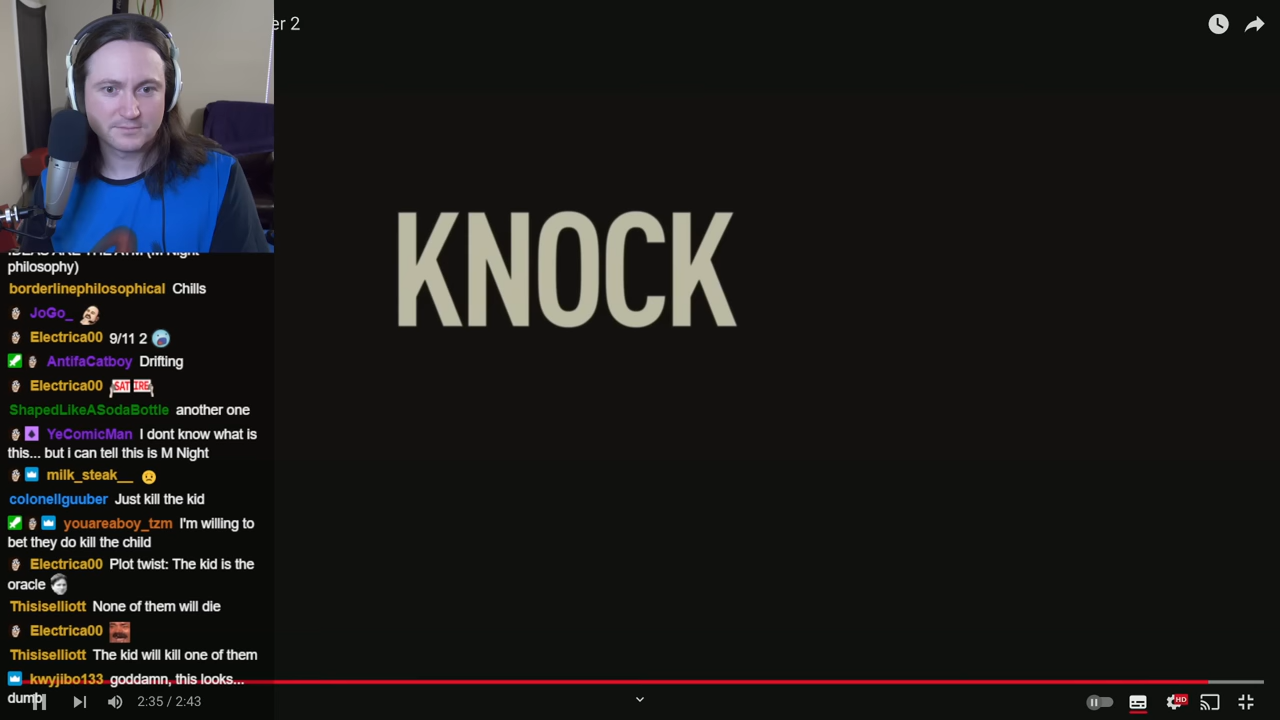 er 2
KNOCK
philosophy)
borderlinephilosophical Chills
JoGo_
Electrica00 9/11 2
AntifaCatboy Drifting
Electrica00 SATIRE
ShapedLikeASodaBottle another one
YeComicMan I dont know what is
this... but i can tell this is M Night
milk_steak__
colonellguuber Just kill the kid
youareaboy_tzm I'm willing to
bet they do kill the child
Electrica00 Plot twist: The kid is the
oracle
Thisiselliott None of them will die
Electrica00
Thisiselliott The kid will kill one of them
kwyjibo133 goddamn, this looks...
dumb
2:35 / 2:43
HD